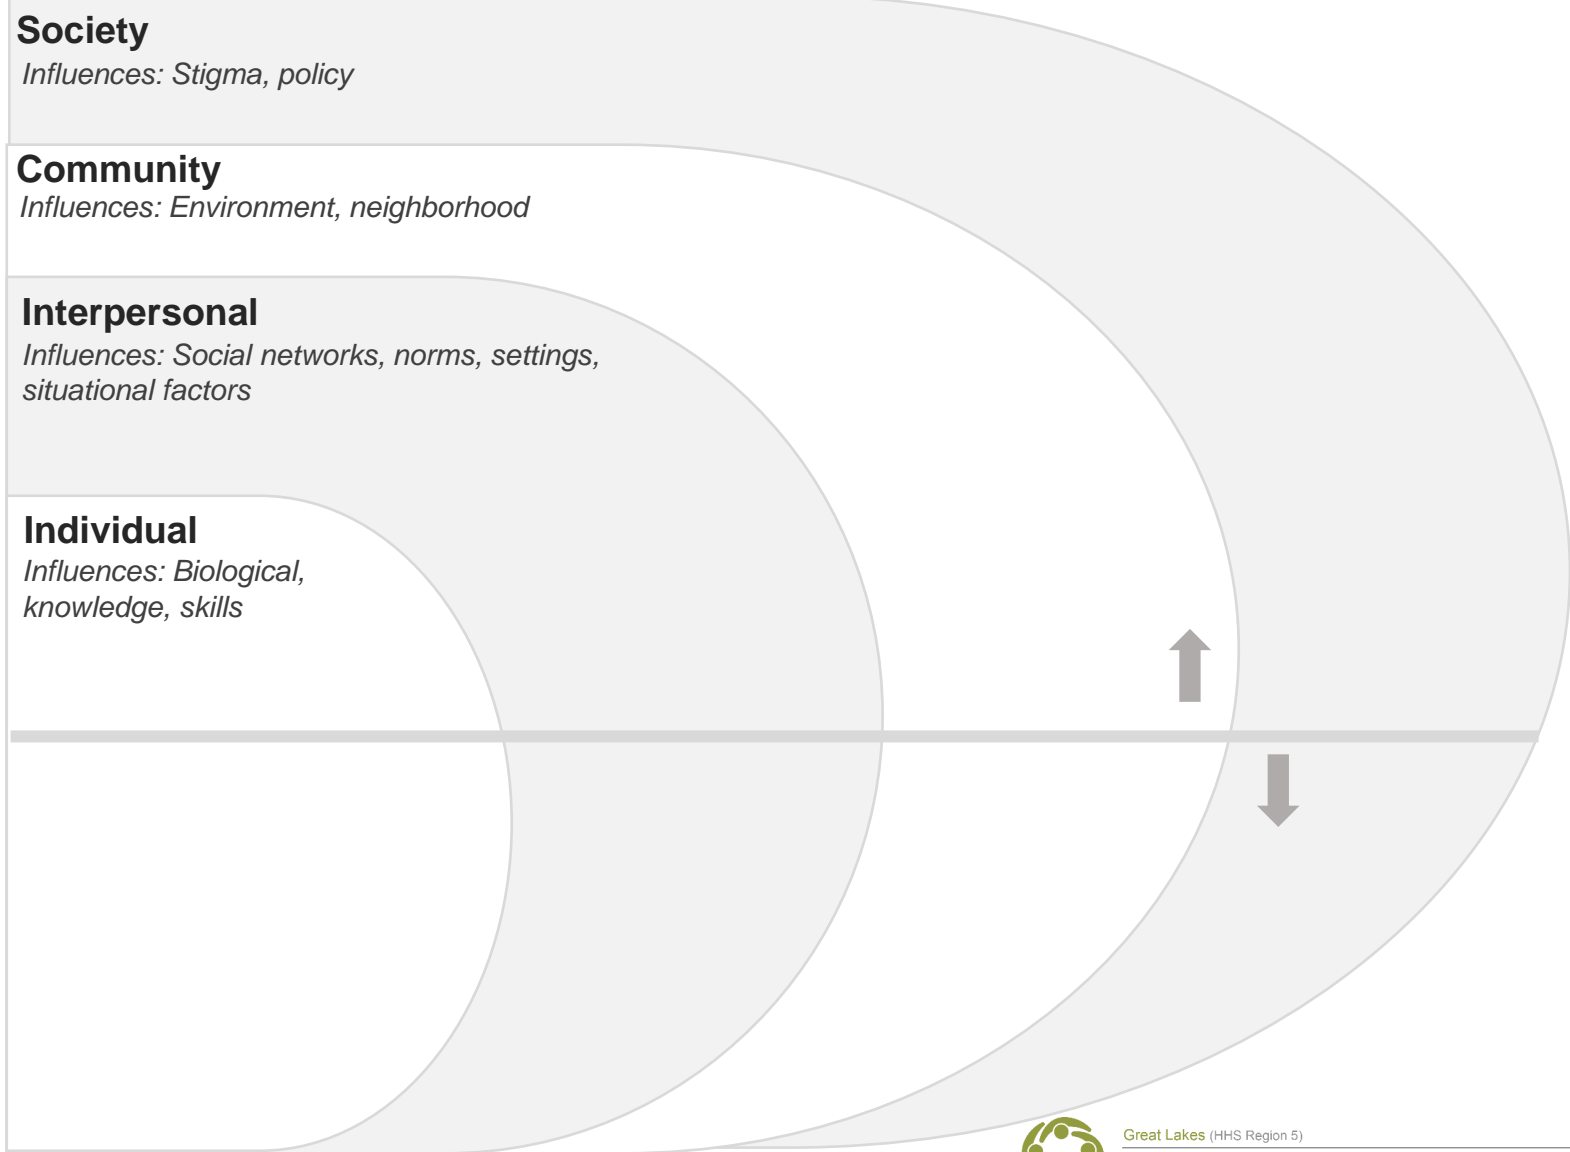 Society
Influences: Stigma, policy
Community
Influences: Environment, neighborhood
Interpersonal
Influences: Social networks, norms, settings,
situational factors
Individual
Influences: Biological,
knowledge, skills
Great Lakes (HHS Region 5)